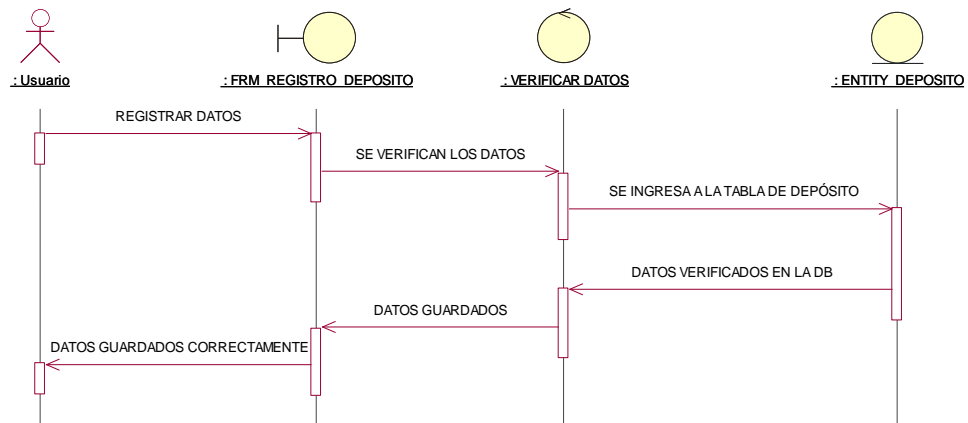 : Usuario
: FRM_REGISTRO_DEPOSITO
: VERIFICAR DATOS
: ENTITY_DEPOSITO
REGISTRAR DATOS
SE VERIFICAN LOS DATOS
SE INGRESA A LA TABLA DE DEPÓSITO
DATOS VERIFICADOS EN LA DB
DATOS GUARDADOS
DATOS GUARDADOS CORRECTAMENTE